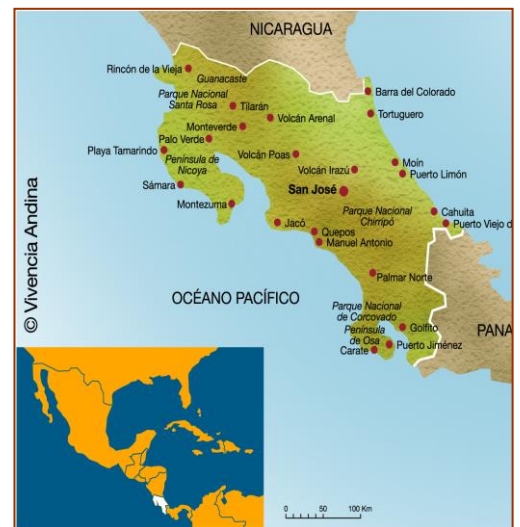 NICARAGUA
Rincón de la Vieja
Guanacaste
Parque Nacional
Santa Rosa
Tilarán
Barra del Colorado
Tortuguero
Volcán Arenal
Monteverde
Palo Verde
Playa Tamarindo
Península de
Nicoya
Volcán Poas
Volcán Irazú
Moín
Puerto Limón
Sámara
San José
Montezuma
Parque Nacional
Chirripó
Cahuita
Puerto Viejo d
Jacó
Quepos
Manuel Antonio
Palmar Norte
OCÉANO PACÍFICO
Parque Nacional
de Corcovado
Golfito
PANA
Península
de Osa
Puerto Jiménez
Carate
© Vivencia Andina
0 50 100 Km